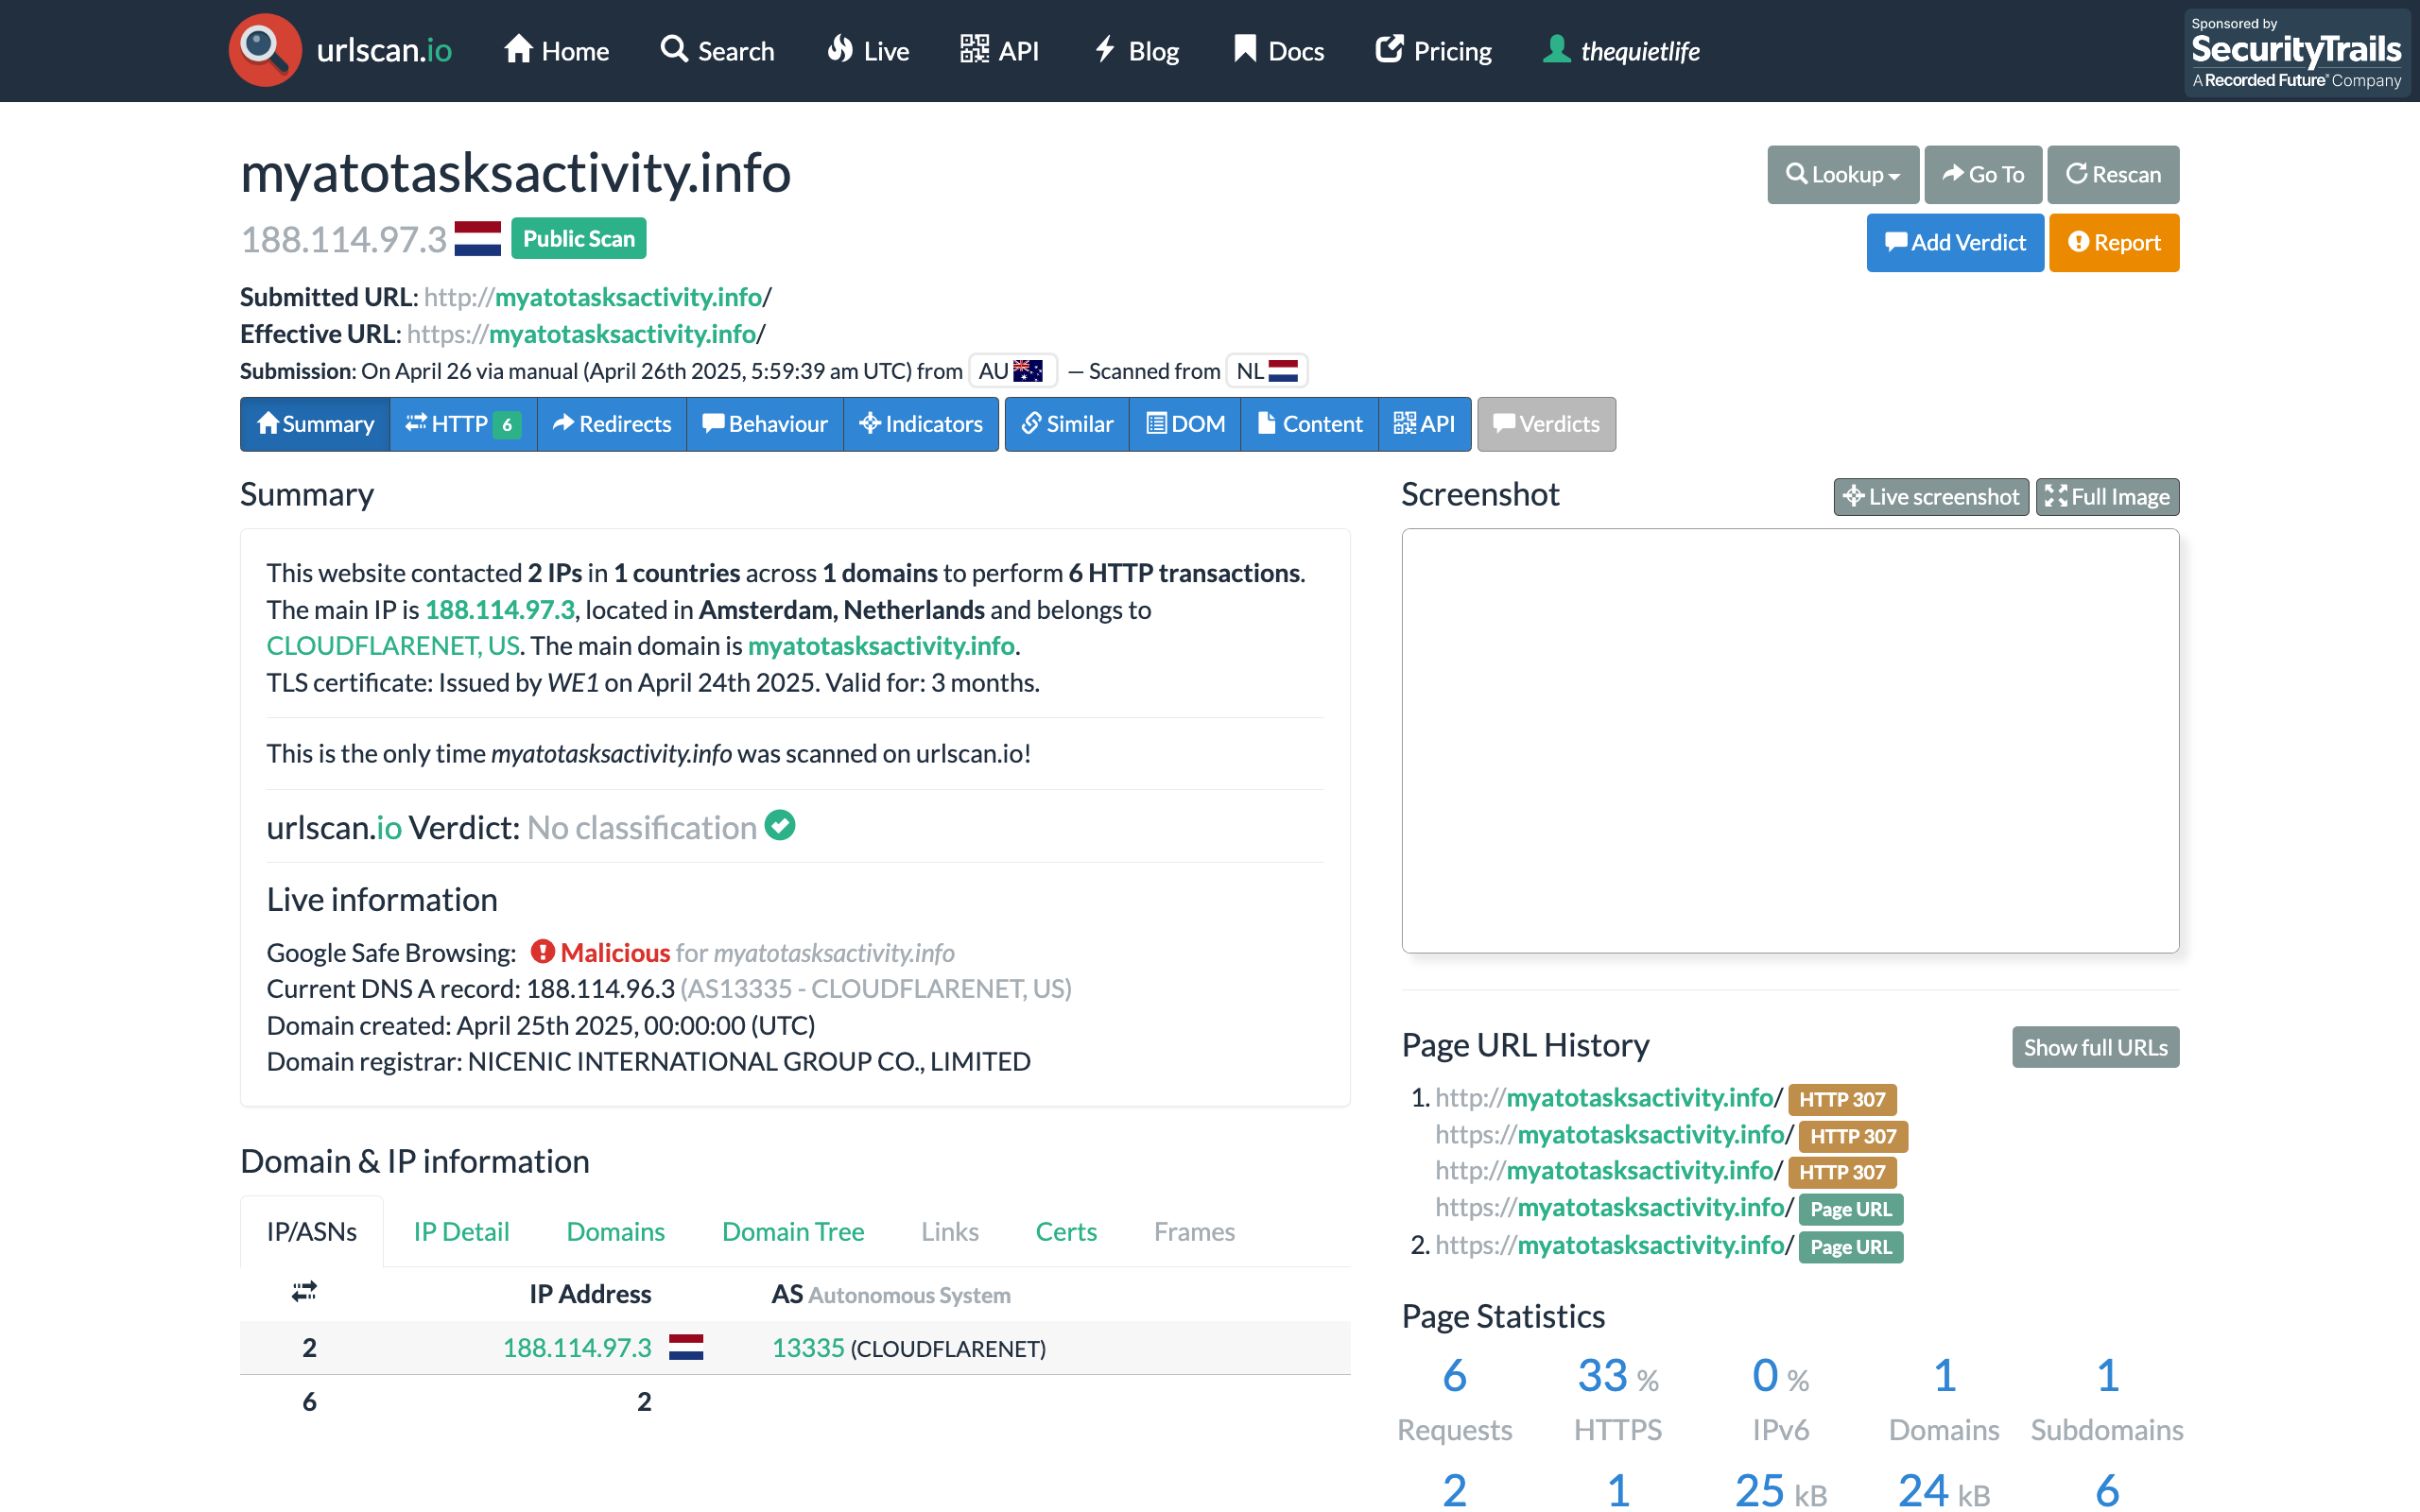 urlscan.io Home Search Live API Blog Docs Pricing thequietlife
Sponsored by
SecurityTrails
A Recorded Future® Company
myatotasksactivity.info
Lookup Go To Rescan
188.114.97.3 Public Scan
Add Verdict Report
Submitted URL: http://myatotasksactivity.info/
Effective URL: https://myatotasksactivity.info/
Submission: On April 26 via manual (April 26th 2025, 5:59:39 am UTC) from AU — Scanned from NL
Summary HTTP 6 Redirects Behaviour Indicators Similar DOM Content API Verdicts
Summary
This website contacted 2 IPs in 1 countries across 1 domains to perform 6 HTTP transactions.
The main IP is 188.114.97.3, located in Amsterdam, Netherlands and belongs to
CLOUDFLARENET, US. The main domain is myatotasksactivity.info.
TLS certificate: Issued by WE1 on April 24th 2025. Valid for: 3 months.
This is the only time myatotasksactivity.info was scanned on urlscan.io!
urlscan.io Verdict: No classification
Live information
Google Safe Browsing: Malicious for myatotasksactivity.info
Current DNS A record: 188.114.96.3 (AS13335 - CLOUDFLARENET, US)
Domain created: April 25th 2025, 00:00:00 (UTC)
Domain registrar: NICENIC INTERNATIONAL GROUP CO., LIMITED
Domain & IP information
IP/ASNs IP Detail Domains Domain Tree Links Certs Frames
IP Address AS Autonomous System
2 188.114.97.3 13335 (CLOUDFLARENET)
6 2
Screenshot
Live screenshot Full Image
Page URL History
Show full URLs
1. http://myatotasksactivity.info/ HTTP 307
https://myatotasksactivity.info/ HTTP 307
http://myatotasksactivity.info/ HTTP 307
https://myatotasksactivity.info/ Page URL
2. https://myatotasksactivity.info/ Page URL
Page Statistics
6 33 % 0 % 1 1
Requests HTTPS IPv6 Domains Subdomains
2 1 25 kB 24 kB 6